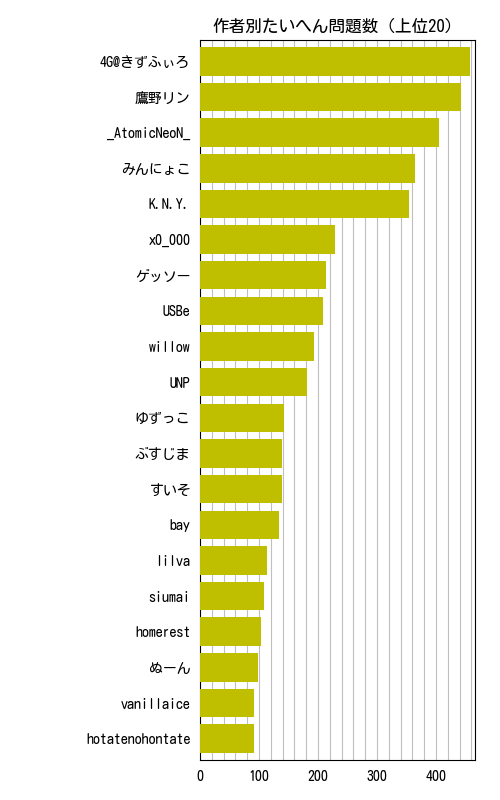 作者別たいへん問題数 (上位20)
4G@きずふぃろ
鷹野リン
_AtomicNeoN_
みんにょこ
K.N.Y.
x0_000
ゲッソー
USBe
willow
UNP
ゆずっこ
ぶすじま
すいそ
bay
lilva
siumai
homerest
ぬーん
vanillaice
hotatenohontate
0 100 200 300 400